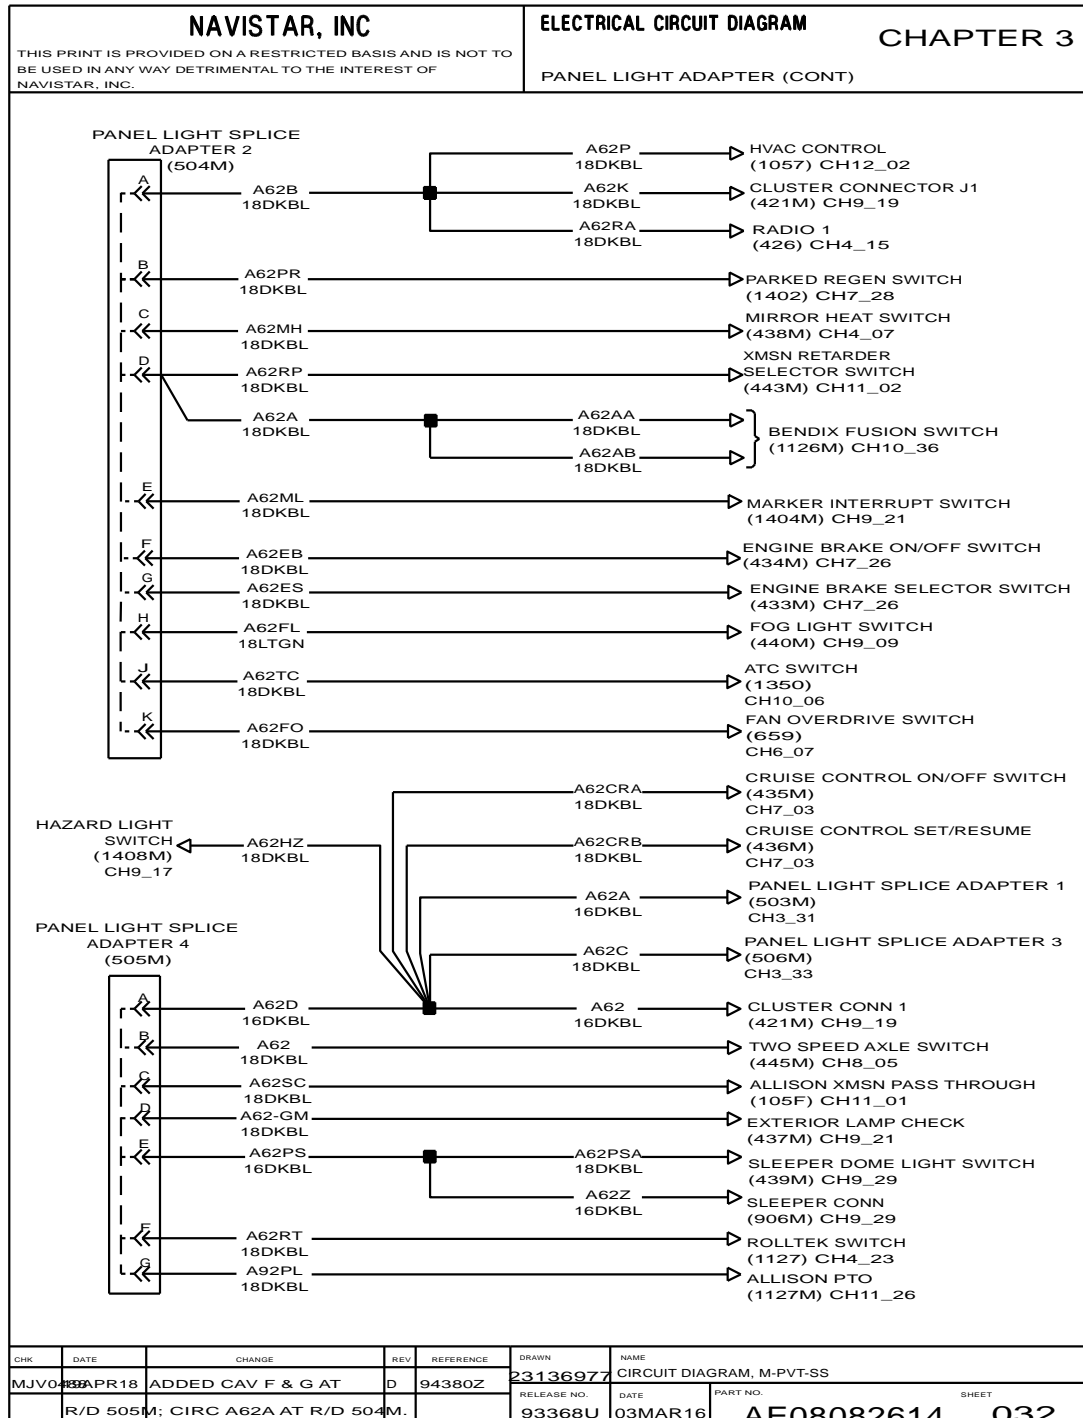 NAVISTAR, INC
THIS PRINT IS PROVIDED ON A RESTRICTED BASIS AND IS NOT TO
BE USED IN ANY WAY DETRIMENTAL TO THE INTEREST OF
NAVISTAR, INC.
ELECTRICAL CIRCUIT DIAGRAM
CHAPTER 3
PANEL LIGHT ADAPTER (CONT)
PANEL LIGHT SPLICE
ADAPTER 2
(504M)
A
A62B
18DKBL
A62P
18DKBL
HVAC CONTROL
(1057) CH12_02
A62K
18DKBL
CLUSTER CONNECTOR J1
(421M) CH9_19
A62RA
18DKBL
RADIO 1
(426) CH4_15
B
A62PR
18DKBL
PARKED REGEN SWITCH
(1402) CH7_28
C
A62MH
18DKBL
MIRROR HEAT SWITCH
(438M) CH4_07
D
A62RP
18DKBL
XMSN RETARDER
SELECTOR SWITCH
(443M) CH11_02
A62A
18DKBL
A62AA
18DKBL
A62AB
18DKBL
BENDIX FUSION SWITCH
(1126M) CH10_36
E
A62ML
18DKBL
MARKER INTERRUPT SWITCH
(1404M) CH9_21
F
A62EB
18DKBL
ENGINE BRAKE ON/OFF SWITCH
(434M) CH7_26
G
A62ES
18DKBL
ENGINE BRAKE SELECTOR SWITCH
(433M) CH7_26
H
A62FL
18LTGN
FOG LIGHT SWITCH
(440M) CH9_09
J
A62TC
18DKBL
ATC SWITCH
(1350)
CH10_06
K
A62FO
18DKBL
FAN OVERDRIVE SWITCH
(659)
CH6_07
A62CRA
18DKBL
CRUISE CONTROL ON/OFF SWITCH
(435M)
CH7_03
HAZARD LIGHT
SWITCH
(1408M)
CH9_17
A62HZ
18DKBL
A62CRB
18DKBL
CRUISE CONTROL SET/RESUME
(436M)
CH7_03
A62A
16DKBL
PANEL LIGHT SPLICE ADAPTER 1
(503M)
CH3_31
A62C
18DKBL
PANEL LIGHT SPLICE ADAPTER 3
(506M)
CH3_33
PANEL LIGHT SPLICE
ADAPTER 4
(505M)
A
A62D
16DKBL
A62
16DKBL
CLUSTER CONN 1
(421M) CH9_19
B
A62
18DKBL
TWO SPEED AXLE SWITCH
(445M) CH8_05
C
A62SC
18DKBL
ALLISON XMSN PASS THROUGH
(105F) CH11_01
D
A62-GM
18DKBL
EXTERIOR LAMP CHECK
(437M) CH9_21
E
A62PS
16DKBL
A62PSA
18DKBL
SLEEPER DOME LIGHT SWITCH
(439M) CH9_29
A62Z
16DKBL
SLEEPER CONN
(906M) CH9_29
F
A62RT
18DKBL
ROLLTEK SWITCH
(1127) CH4_23
G
A92PL
18DKBL
ALLISON PTO
(1127M) CH11_26
CHK DATE CHANGE REV REFERENCE
APR18 ADDED CAV F & G AT D 94380Z
R/D 505M; CIRC A62A AT R/D 504M.
DRAWN
23136977
NAME
CIRCUIT DIAGRAM, M-PVT-SS
RELEASE NO.
93368U
DATE
03MAR16
PART NO.
AE08082614
SHEET
032